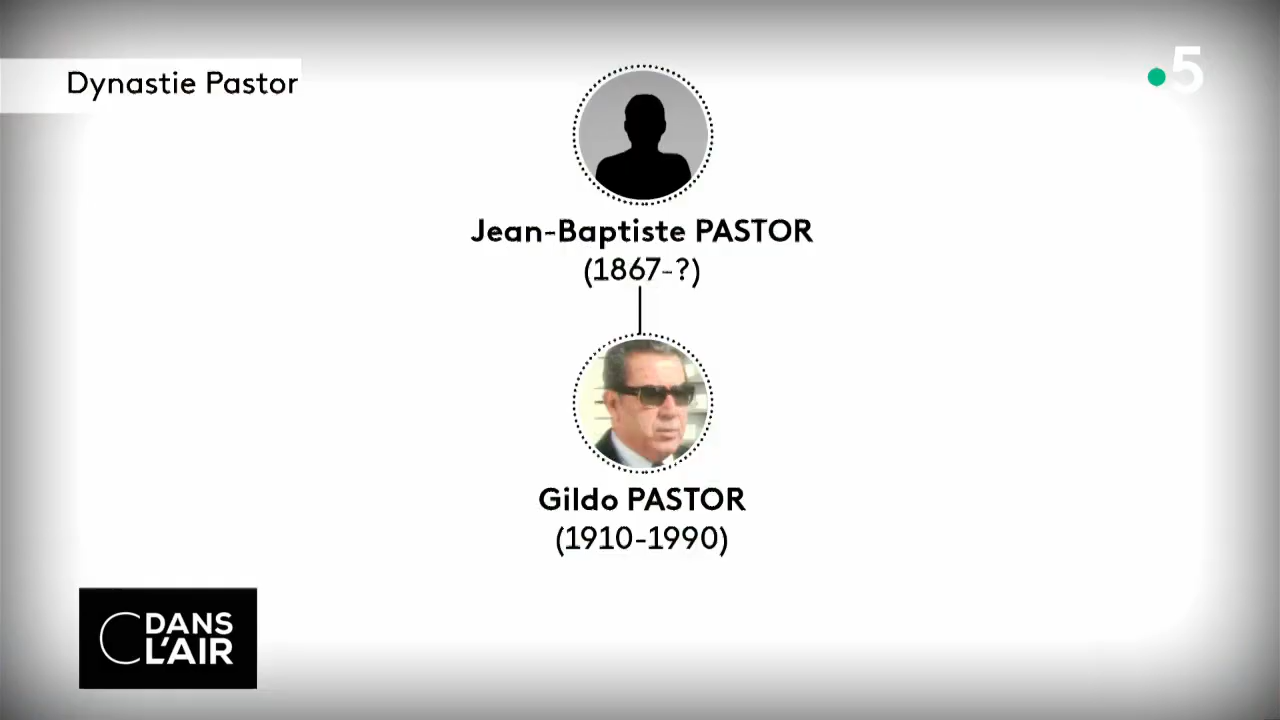 Dynastie Pastor
5
Jean-Baptiste PASTOR
(1867-?)
Gildo PASTOR
(1910-1990)
C DANS
L'AIR